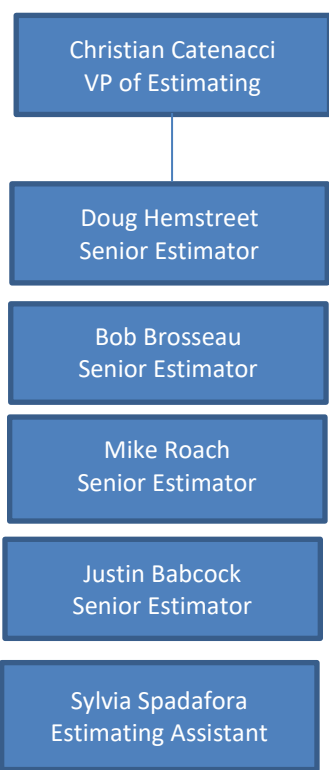 Christian Catenacci
VP of Estimating
Doug Hemstreet
Senior Estimator
Bob Brosseau
Senior Estimator
Mike Roach
Senior Estimator
Justin Babcock
Senior Estimator
Sylvia Spadafora
Estimating Assistant